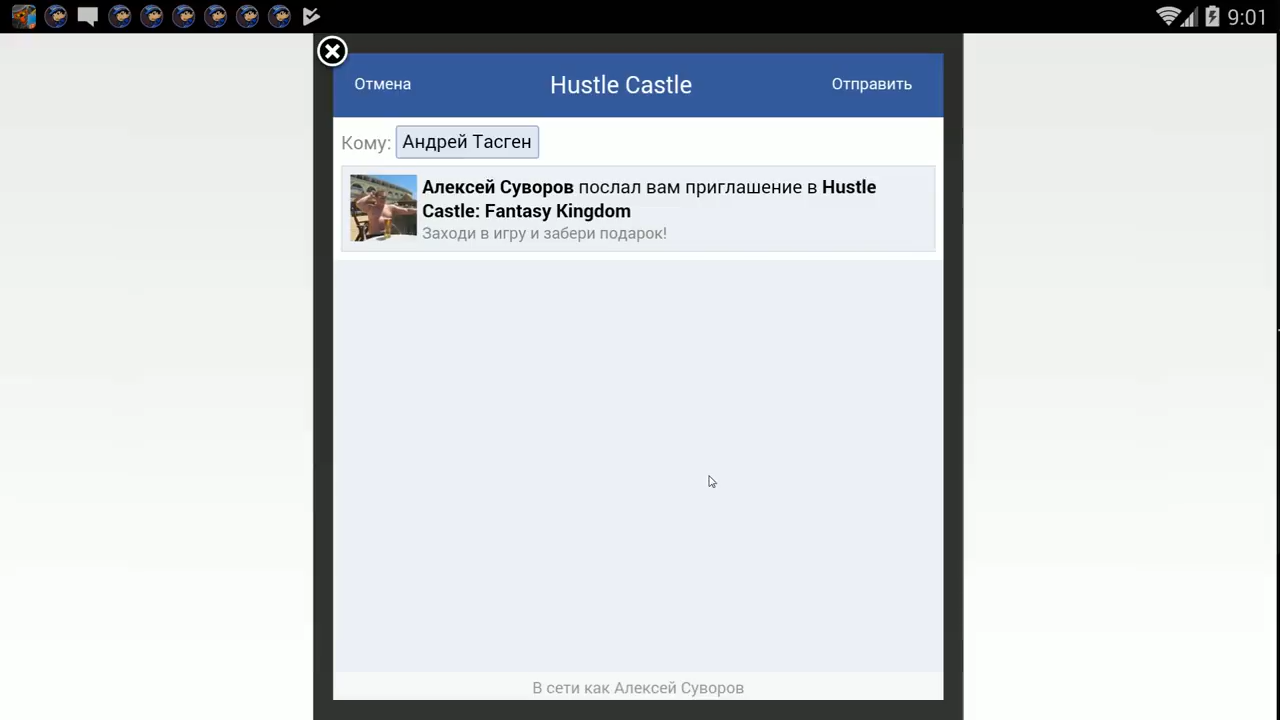 9:01
Отмена
Hustle Castle
Отправить
Кому: Андрей Тасген
Алексей Суворов послал вам приглашение в Hustle
Castle: Fantasy Kingdom
Заходи в игру и забери подарок!
В сети как Алексей Суворов